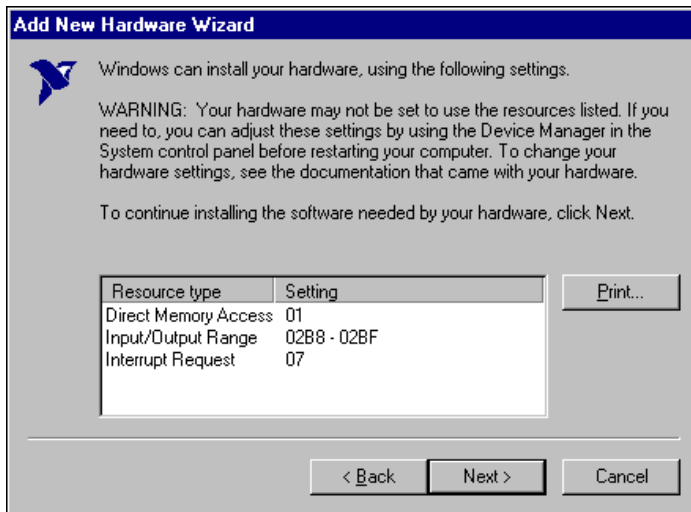 Add New Hardware Wizard
Windows can install your hardware, using the following settings.
WARNING: Your hardware may not be set to use the resources listed. If you
need to, you can adjust these settings by using the Device Manager in the
System control panel before restarting your computer. To change your
hardware settings, see the documentation that came with your hardware.
To continue installing the software needed by your hardware, click Next.
Resource type Setting
Direct Memory Access 01
Input/Output Range 02B8 - 02BF
Interrupt Request 07
Print...
< Back Next > Cancel